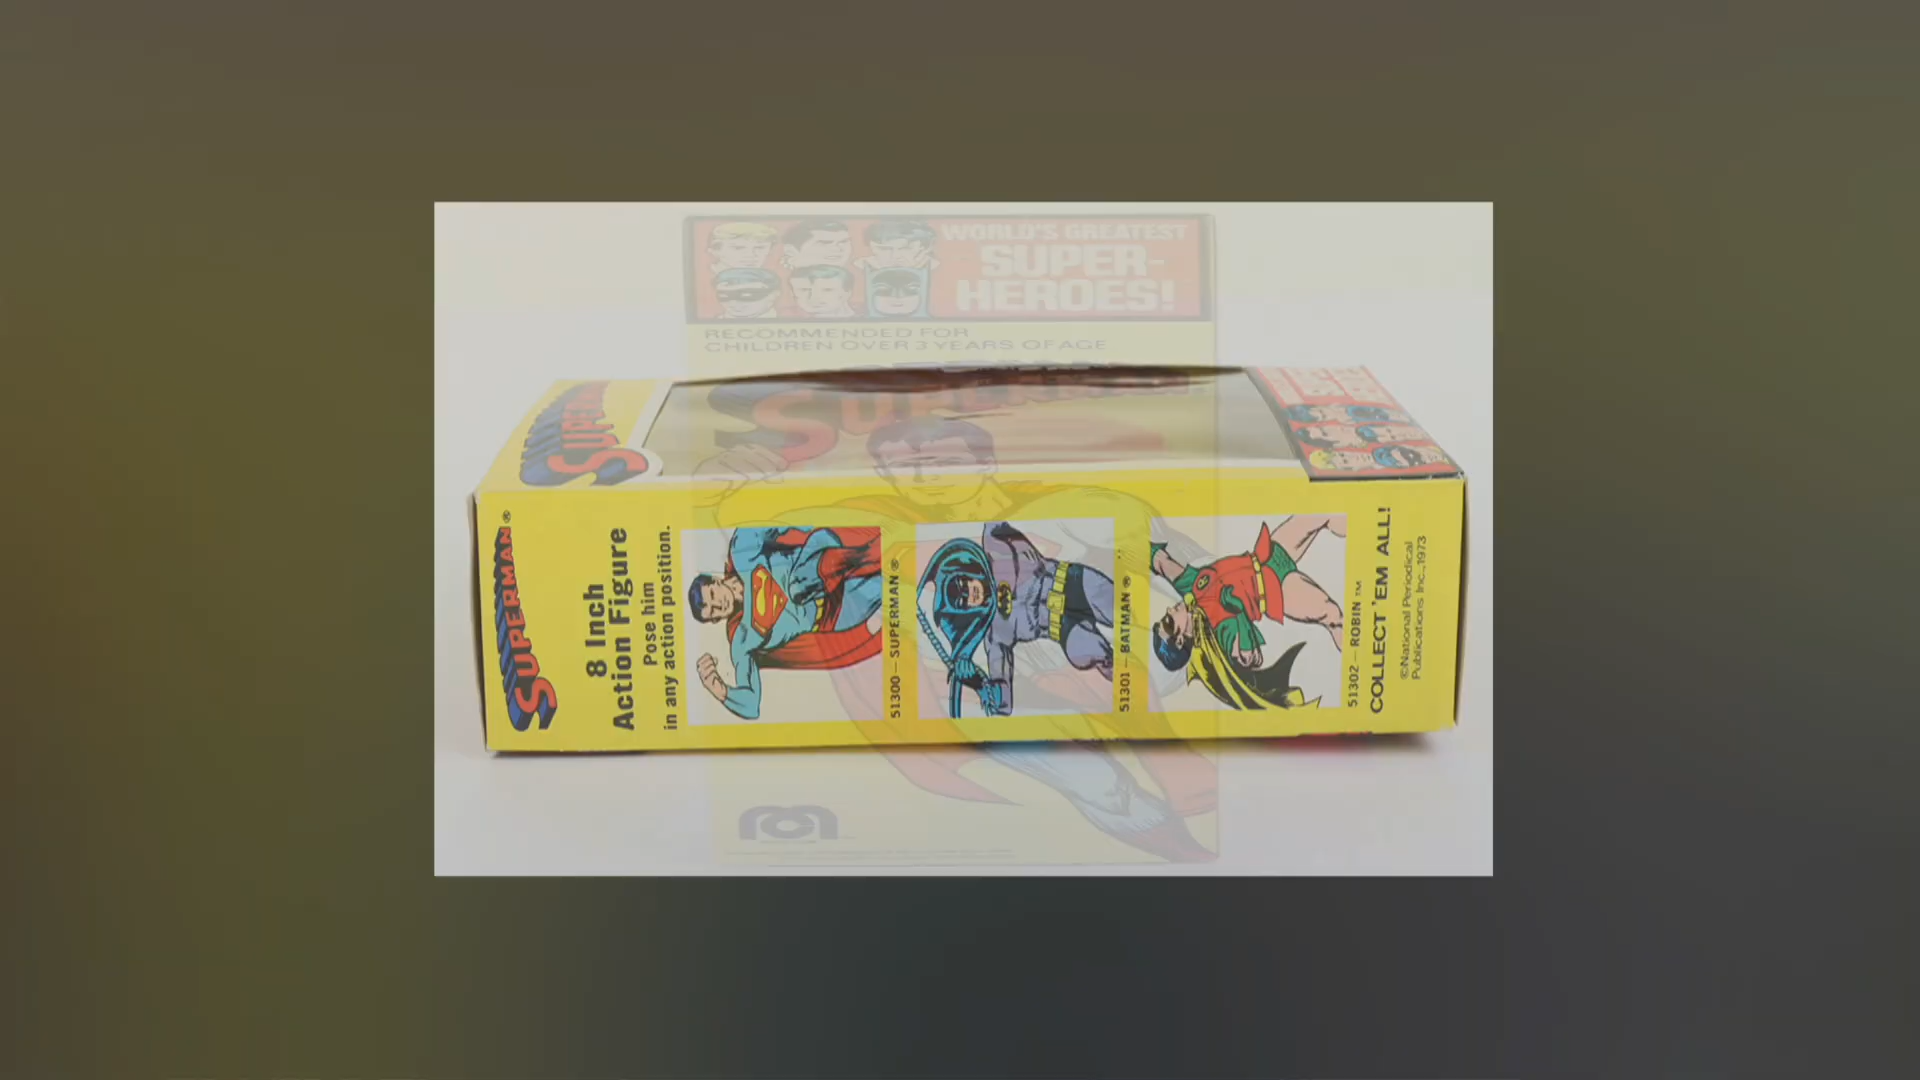 WORLD'S GREATEST
SUPER-
HEROES!
RECOMMENDED FOR
CHILDREN OVER 3 YEARS OF AGE
SUPERMAN
SUPERMAN
SUPERMAN®
8 Inch
Action Figure
Pose him
in any action position.
51300 – SUPERMAN®
51301 – BATMAN®
51302 – ROBIN™
COLLECT 'EM ALL!
©National Periodical
Publications Inc., 1973